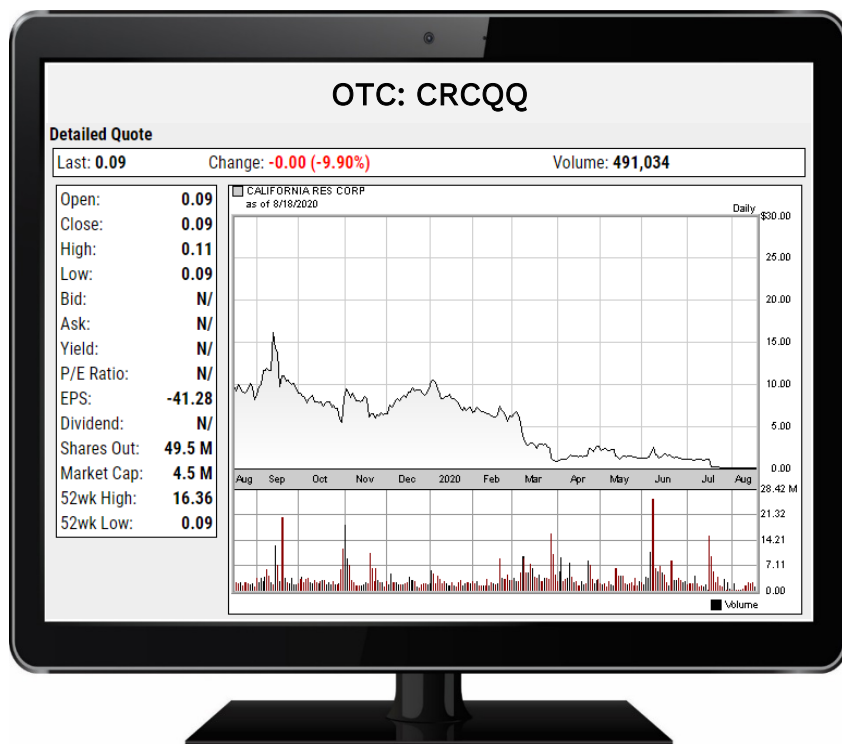 OTC: CRCQQ
Detailed Quote
Last: 0.09 Change: -0.00 (-9.90%) Volume: 491,034
Open: 0.09
Close: 0.09
High: 0.11
Low: 0.09
Bid: N/
Ask: N/
Yield: N/
P/E Ratio: N/
EPS: -41.28
Dividend: N/
Shares Out: 49.5 M
Market Cap: 4.5 M
52wk High: 16.36
52wk Low: 0.09
CALIFORNIA RES CORP
as of 8/18/2020
Daily
$30.00
25.00
20.00
15.00
10.00
5.00
0.00
Aug Sep Oct Nov Dec 2020 Feb Mar Apr May Jun Jul Aug
28.42 M
21.32
14.21
7.11
0.00
Volume